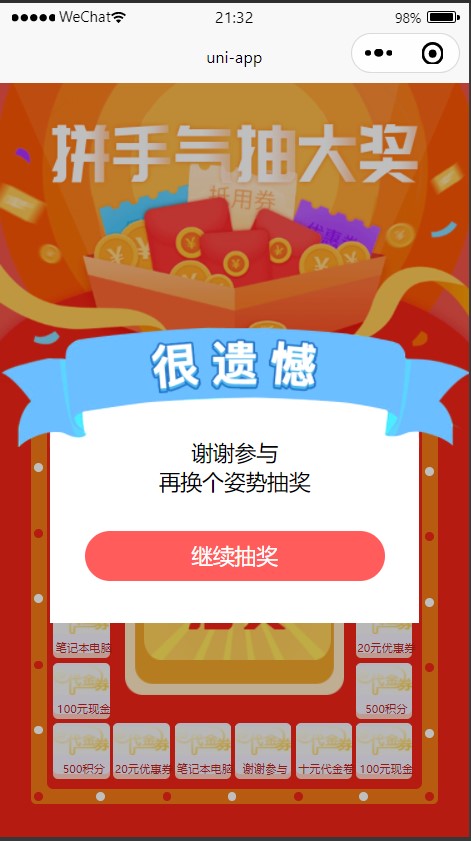 WeChat
21:32
98%
uni-app
拼手气抽大奖
抵用券
优惠券
很遗憾
谢谢参与
再换个姿势抽奖
继续抽奖
笔记本电脑
20元优惠券
100元现金
500积分
500积分
20元优惠券
笔记本电脑
谢谢参与
十元代金卷
100元现金